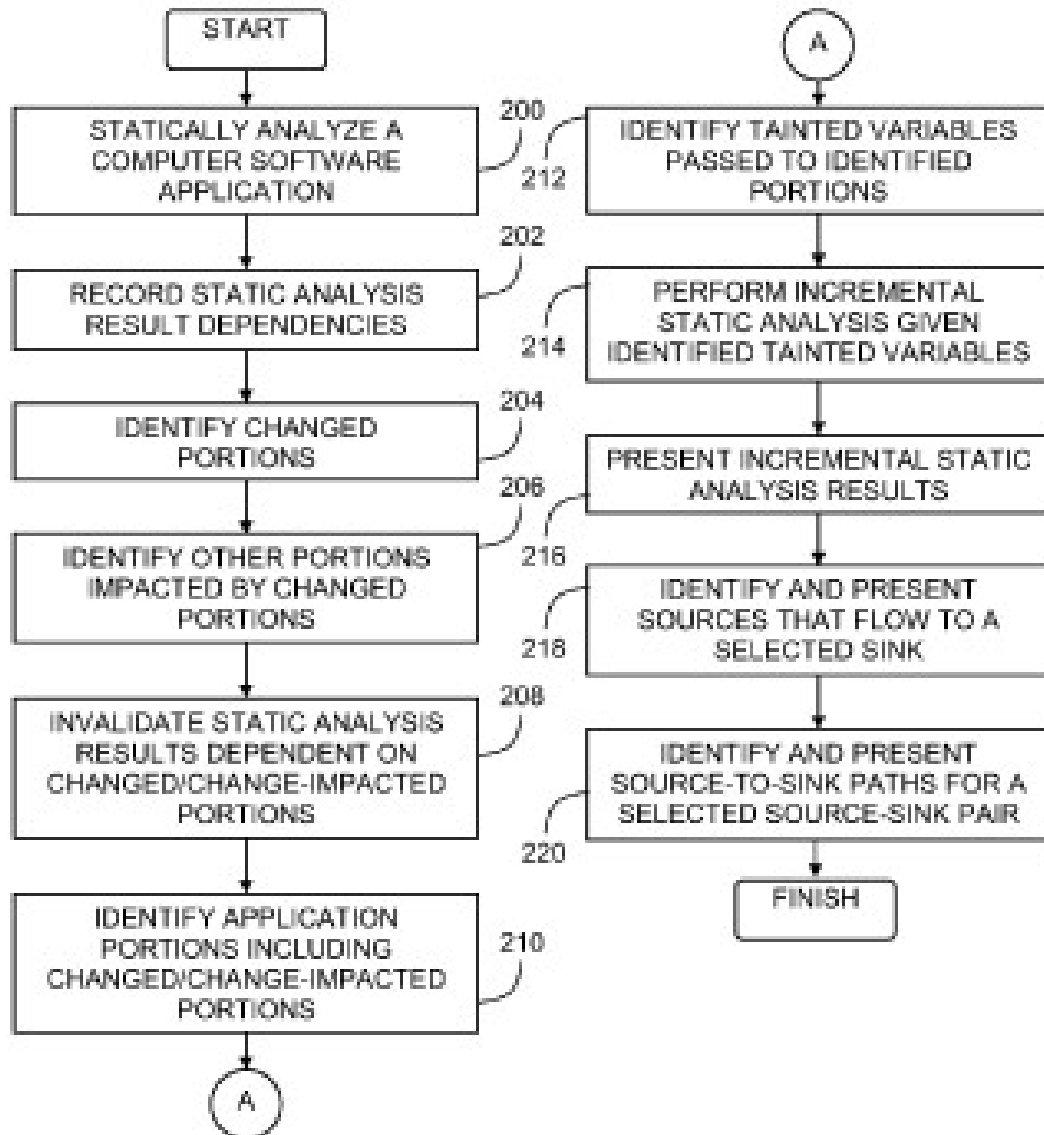 START
STATICALLY ANALYZE A
COMPUTER SOFTWARE
APPLICATION
200
RECORD STATIC ANALYSIS
RESULT DEPENDENCIES
202
IDENTIFY CHANGED
PORTIONS
204
IDENTIFY OTHER PORTIONS
IMPACTED BY CHANGED
PORTIONS
206
INVALIDATE STATIC ANALYSIS
RESULTS DEPENDENT ON
CHANGED/CHANGE-IMPACTED
PORTIONS
208
IDENTIFY APPLICATION
PORTIONS INCLUDING
CHANGED/CHANGE-IMPACTED
PORTIONS
210
A
A
IDENTIFY TAINTED VARIABLES
PASSED TO IDENTIFIED
PORTIONS
212
PERFORM INCREMENTAL
STATIC ANALYSIS GIVEN
IDENTIFIED TAINTED VARIABLES
214
PRESENT INCREMENTAL STATIC
ANALYSIS RESULTS
216
IDENTIFY AND PRESENT
SOURCES THAT FLOW TO A
SELECTED SINK
218
IDENTIFY AND PRESENT
SOURCE-TO-SINK PATHS FOR A
SELECTED SOURCE-SINK PAIR
220
FINISH